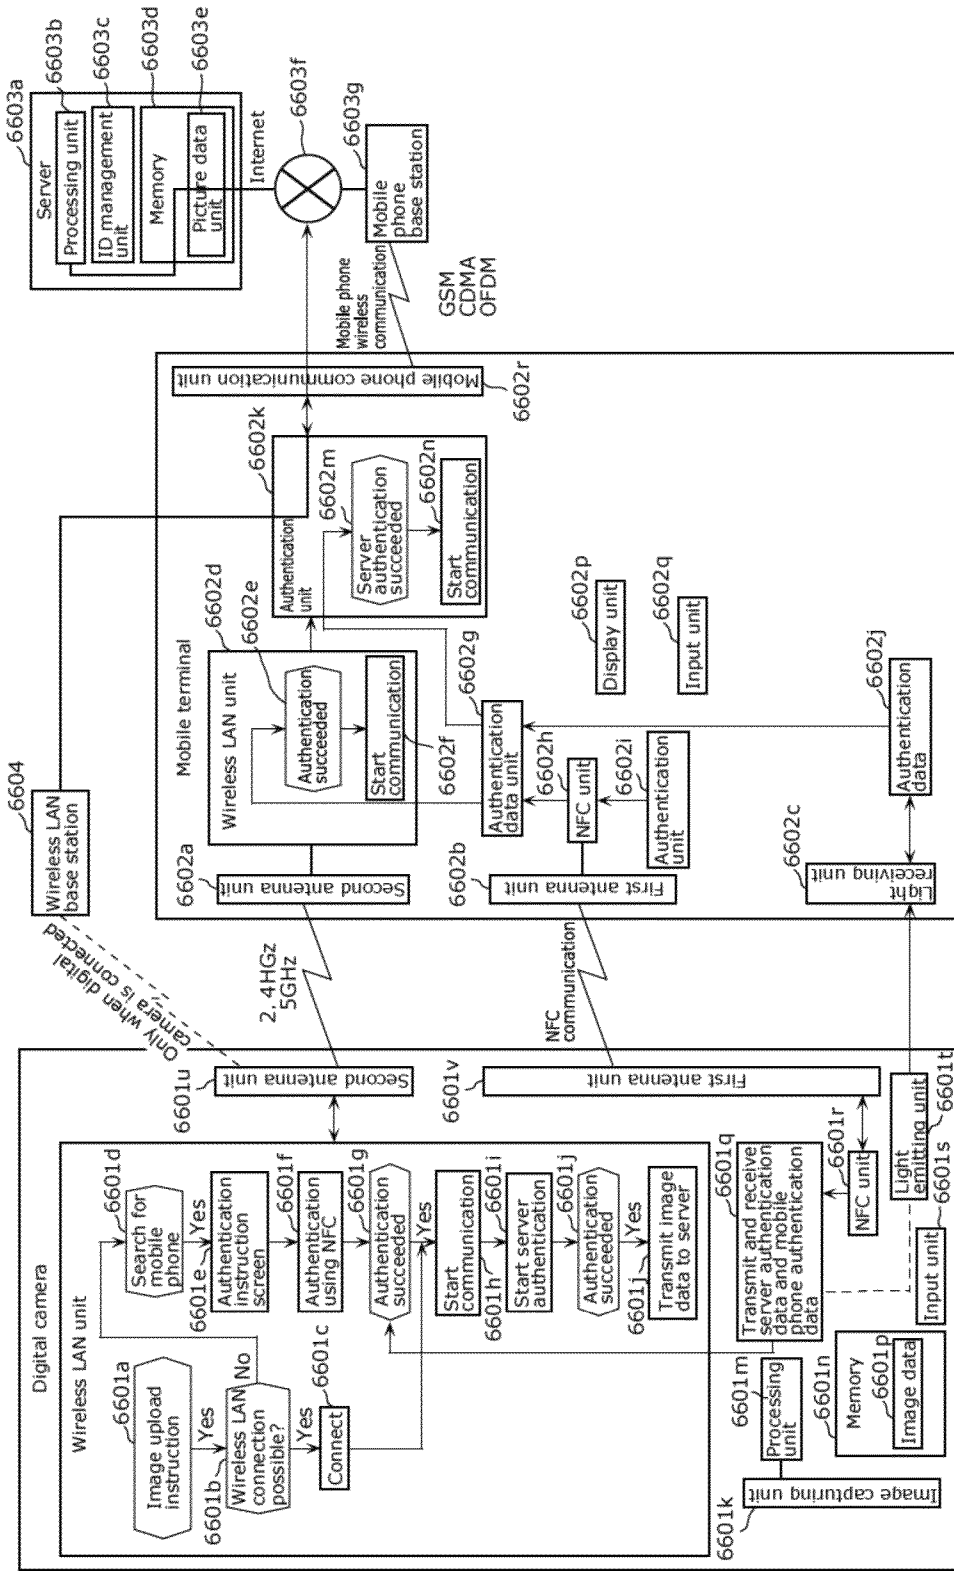 Digital camera
Wireless LAN unit
6601a
Image upload
instruction
Yes
6601b
Wireless LAN
connection
possible?
No
Yes
6601c
Connect
6601d
Search for
mobile
phone
Yes
6601e
Authentication
instruction
screen
6601f
Authentication
using NFC
6601g
Authentication
succeeded
Yes
Start
communication
6601h
6601i
Start server
authentication
6601j
Authentication
succeeded
Yes
6601j
Transmit image
data to server
6601k
Image capturing unit
6601m
Processing
unit
6601n
Memory
6601p
Image data
6601q
Transmit and receive
server authentication
data and mobile
phone authentication
data
6601r
NFC unit
6601s
Input unit
6601t
Light
emitting unit
6601u
Second antenna unit
6601v
First antenna unit
Only when digital
camera is connected
2. 4HGz
5GHz
NFC
communication
6604
Wireless LAN
base station
Mobile terminal
6602a
Second antenna unit
6602b
First antenna unit
6602c
Light
receiving unit
6602d
Wireless LAN unit
6602e
Authentication
succeeded
Start
communication
6602f
6602g
Authentication
data unit
6602h
NFC unit
6602i
Authentication
unit
6602j
Authentication
data
6602k
Authentication
unit
6602m
Server
authentication
succeeded
6602n
Start
communication
6602p
Display unit
6602q
Input unit
6602r
Mobile phone communication unit
Mobile phone
wireless
communication
GSM
CDMA
OFDM
6603a
Server
6603b
Processing unit
6603c
ID management
unit
6603d
Memory
6603e
Picture data
unit
Internet
6603f
6603g
Mobile
phone
base station